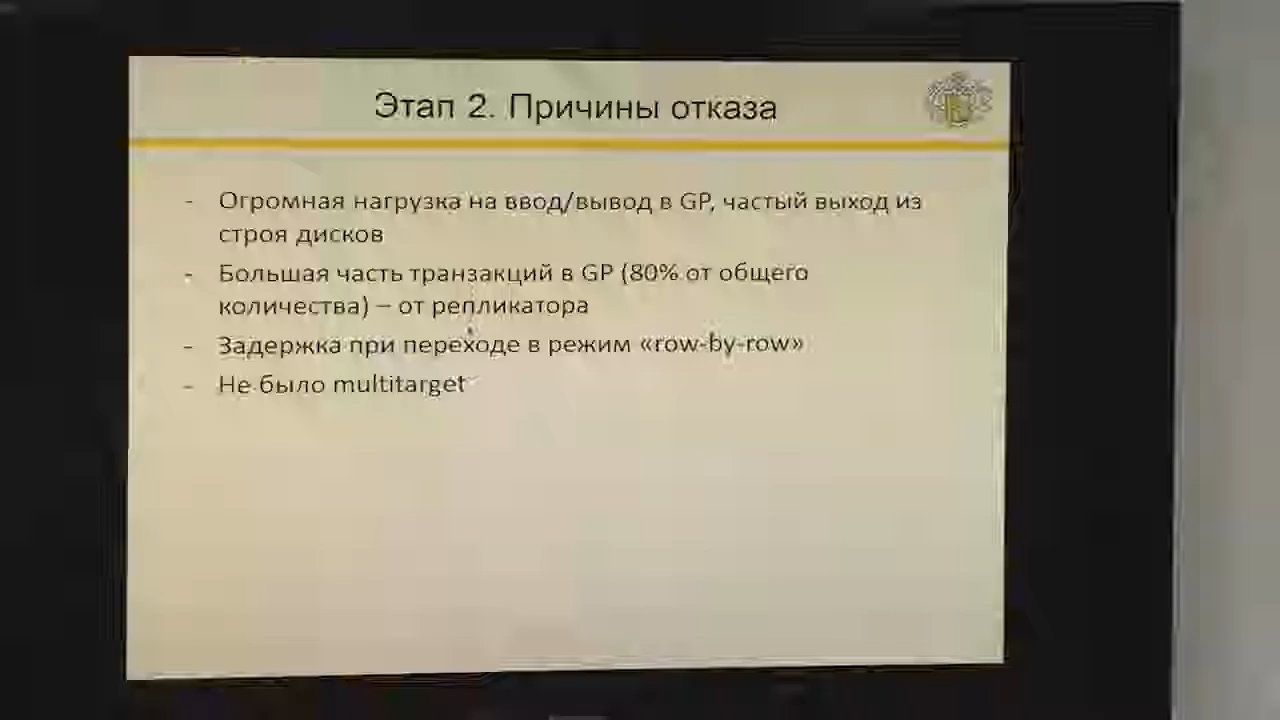 Этап 2. Причины отказа
- Огромная нагрузка на ввод/вывод в GP, частый выход из
строя дисков
- Большая часть транзакций в GP (80% от общего
количества) – от репликатора
- Задержка при переходе в режим «row-by-row»
- Не было multitarget